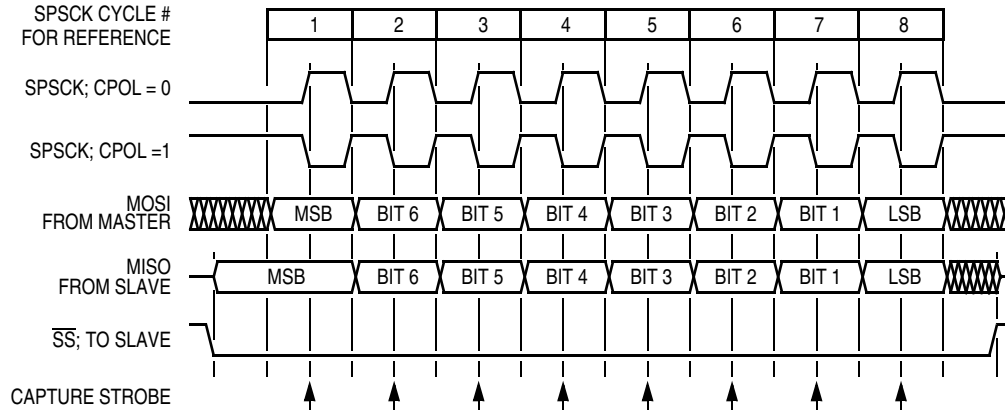 SPSCK CYCLE #
FOR REFERENCE
1 2 3 4 5 6 7 8
SPSCK; CPOL = 0
SPSCK; CPOL =1
MOSI
FROM MASTER
MSB BIT 6 BIT 5 BIT 4 BIT 3 BIT 2 BIT 1 LSB
MISO
FROM SLAVE
MSB BIT 6 BIT 5 BIT 4 BIT 3 BIT 2 BIT 1 LSB
SS; TO SLAVE
CAPTURE STROBE